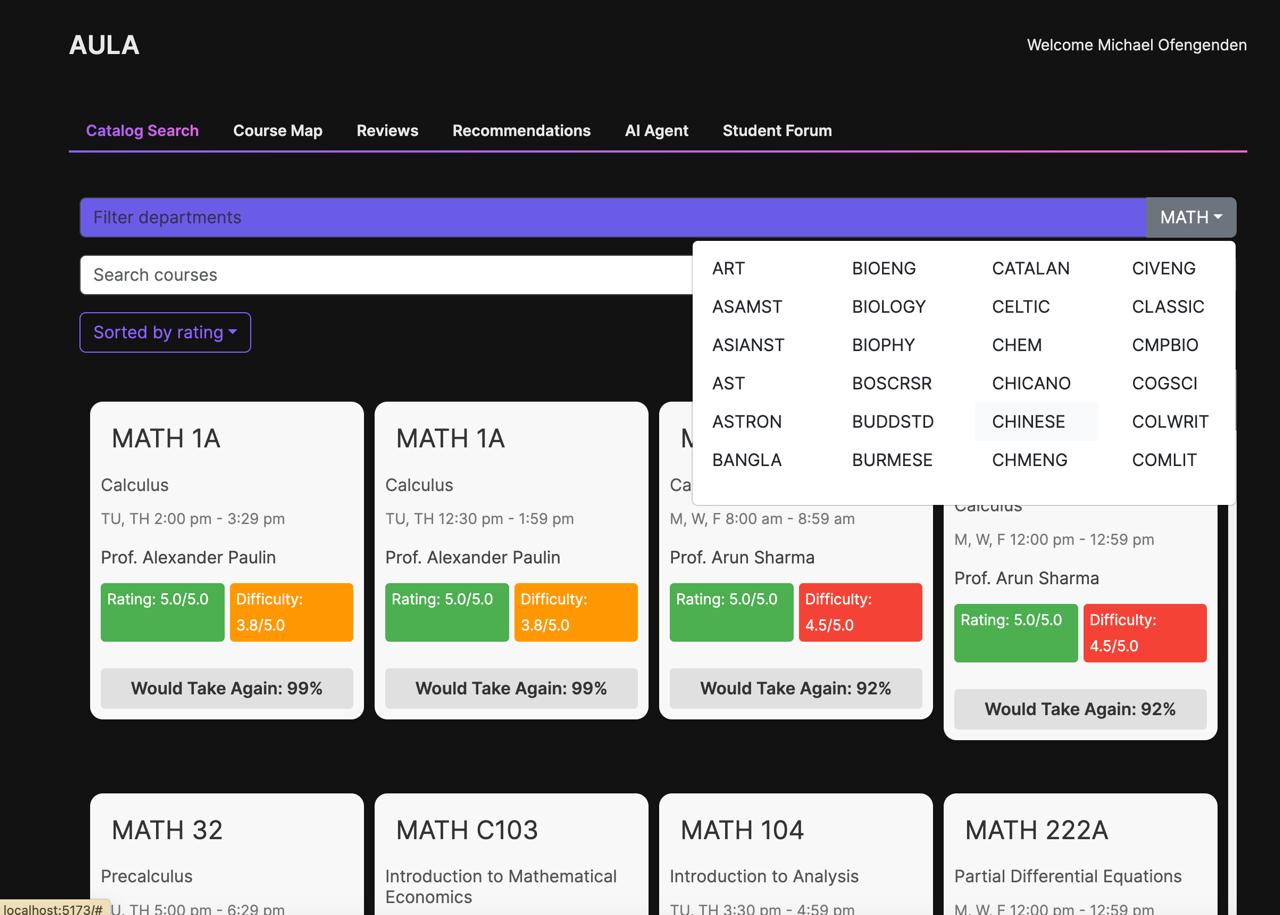 AULA
Welcome Michael Ofengenden
Catalog Search Course Map Reviews Recommendations AI Agent Student Forum
Filter departments MATH
Search courses
Sorted by rating
ART BIOENG CATALAN CIVENG
ASAMST BIOLOGY CELTIC CLASSIC
ASIANST BIOPHY CHEM CMPBIO
AST BOSCRSR CHICANO COGSCI
ASTRON BUDDSTD CHINESE COLWRIT
BANGLA BURMESE CHMENG COMLIT
MATH 1A
Calculus
TU, TH 2:00 pm - 3:29 pm
Prof. Alexander Paulin
Rating: 5.0/5.0
Difficulty:
3.8/5.0
Would Take Again: 99%
MATH 1A
Calculus
TU, TH 12:30 pm - 1:59 pm
Prof. Alexander Paulin
Rating: 5.0/5.0
Difficulty:
3.8/5.0
Would Take Again: 99%
M, W, F 8:00 am - 8:59 am
Prof. Arun Sharma
Rating: 5.0/5.0
Difficulty:
4.5/5.0
Would Take Again: 92%
Calculus
M, W, F 12:00 pm - 12:59 pm
Prof. Arun Sharma
Rating: 5.0/5.0
Difficulty:
4.5/5.0
Would Take Again: 92%
MATH 32
Precalculus
TH 5:00 pm - 6:29 pm
MATH C103
Introduction to Mathematical
Economics
MATH 104
Introduction to Analysis
TU, TH 3:30 pm - 4:59 pm
MATH 222A
Partial Differential Equations
M, W, F 12:00 pm - 12:59 pm
localhost:5173/#